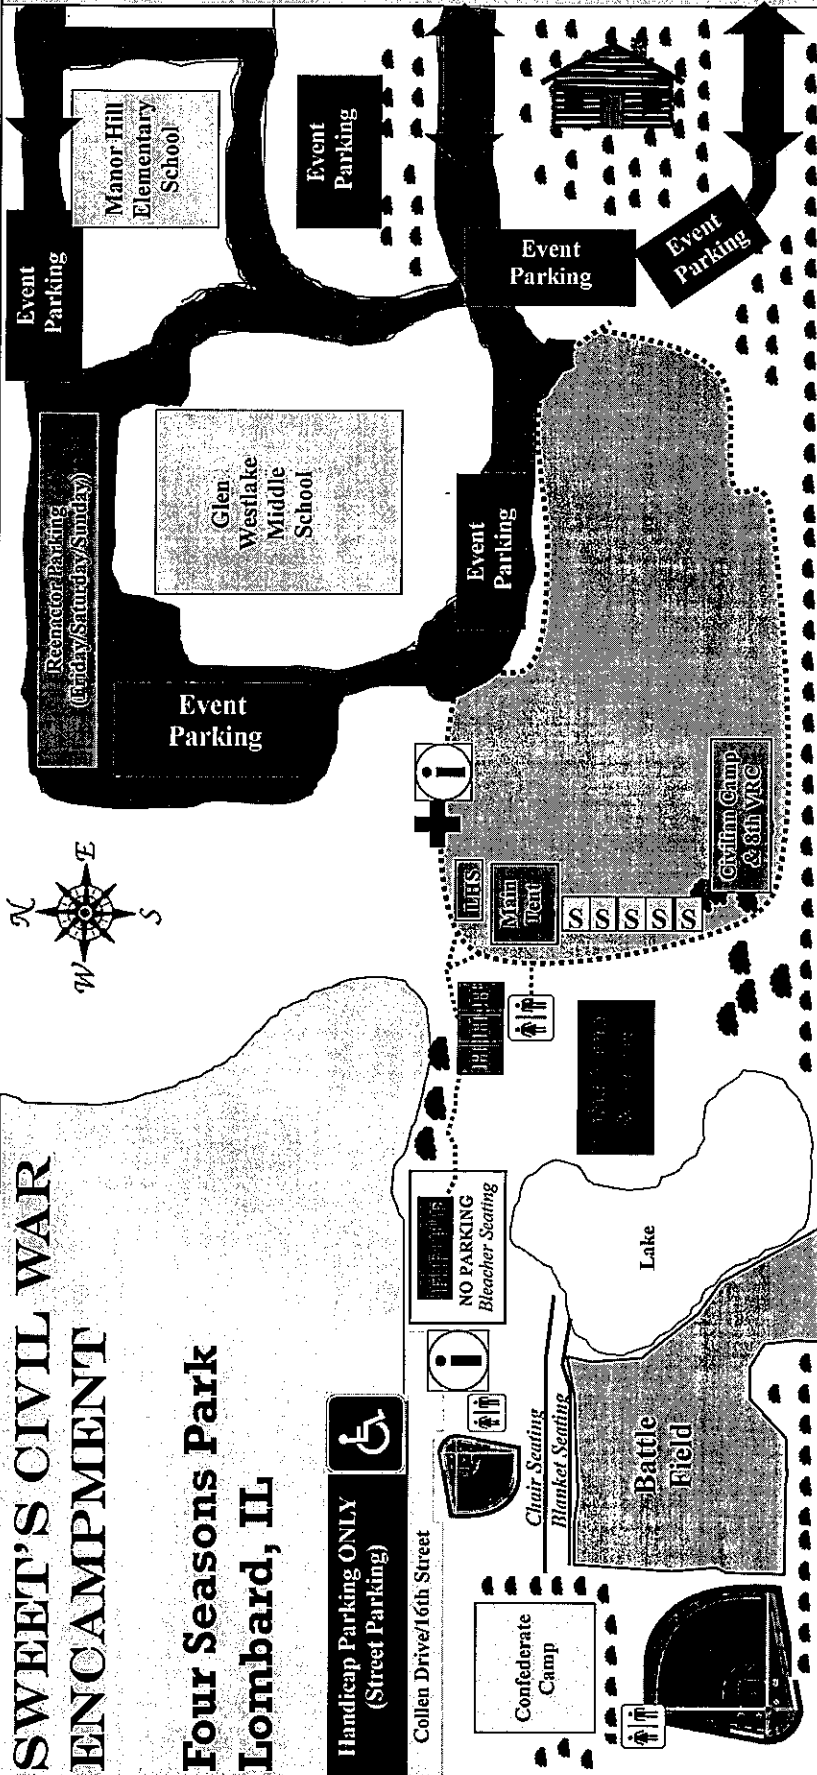 SWEET'S CIVIL WAR
ENCAMPMENT
Four Seasons Park
Lombard, IL
Handicap Parking ONLY
(Street Parking)
Collen Drive/16th Street
N
W
E
S
Reenactor Parking
(Friday/Saturday/Sunday)
Event
Parking
Manor Hill
Elementary
School
Event
Parking
Glen
Westlake
Middle
School
Event
Parking
Event
Parking
Event
Parking
Event
Parking
i
LHS
Main
Tent
S
S
S
S
S
Civilian Camp
& 8th VRC
NO PARKING
Bleacher Seating
i
Lake
Chair Seating
Blanket Seating
Battle
Field
Confederate
Camp